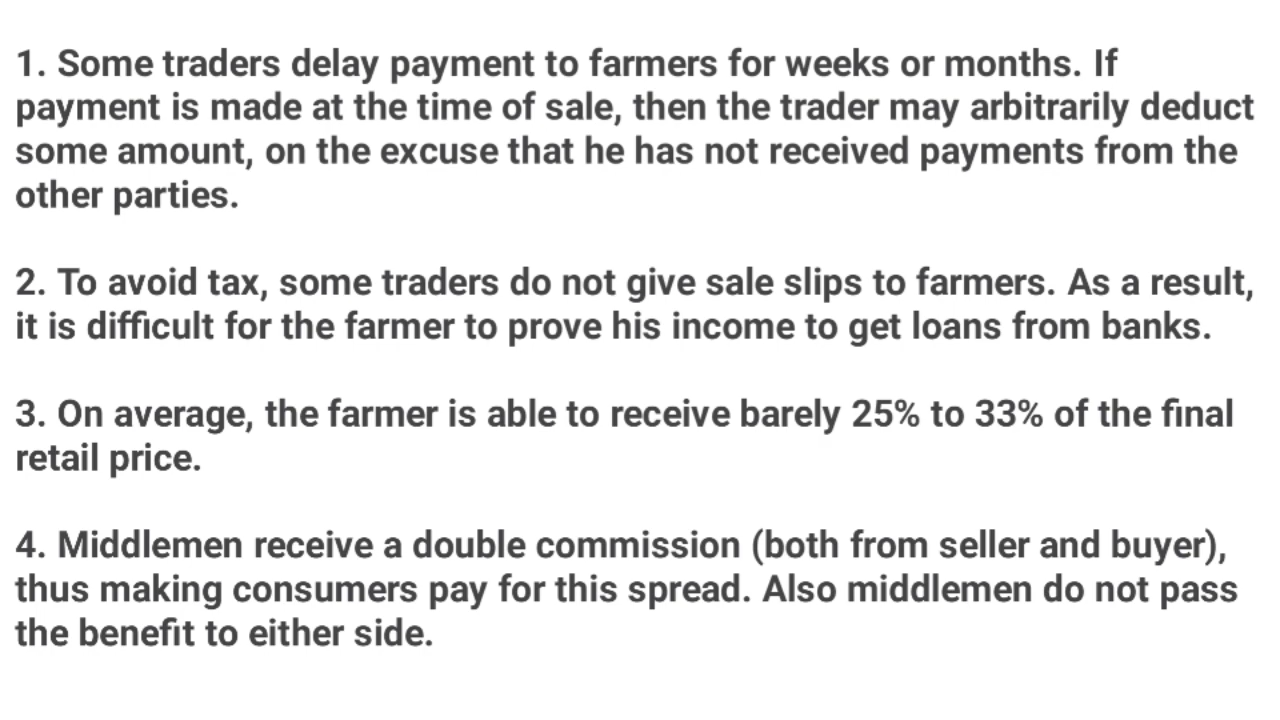 1. Some traders delay payment to farmers for weeks or months. If
payment is made at the time of sale, then the trader may arbitrarily deduct
some amount, on the excuse that he has not received payments from the
other parties.
2. To avoid tax, some traders do not give sale slips to farmers. As a result,
it is difficult for the farmer to prove his income to get loans from banks.
3. On average, the farmer is able to receive barely 25% to 33% of the final
retail price.
4. Middlemen receive a double commission (both from seller and buyer),
thus making consumers pay for this spread. Also middlemen do not pass
the benefit to either side.